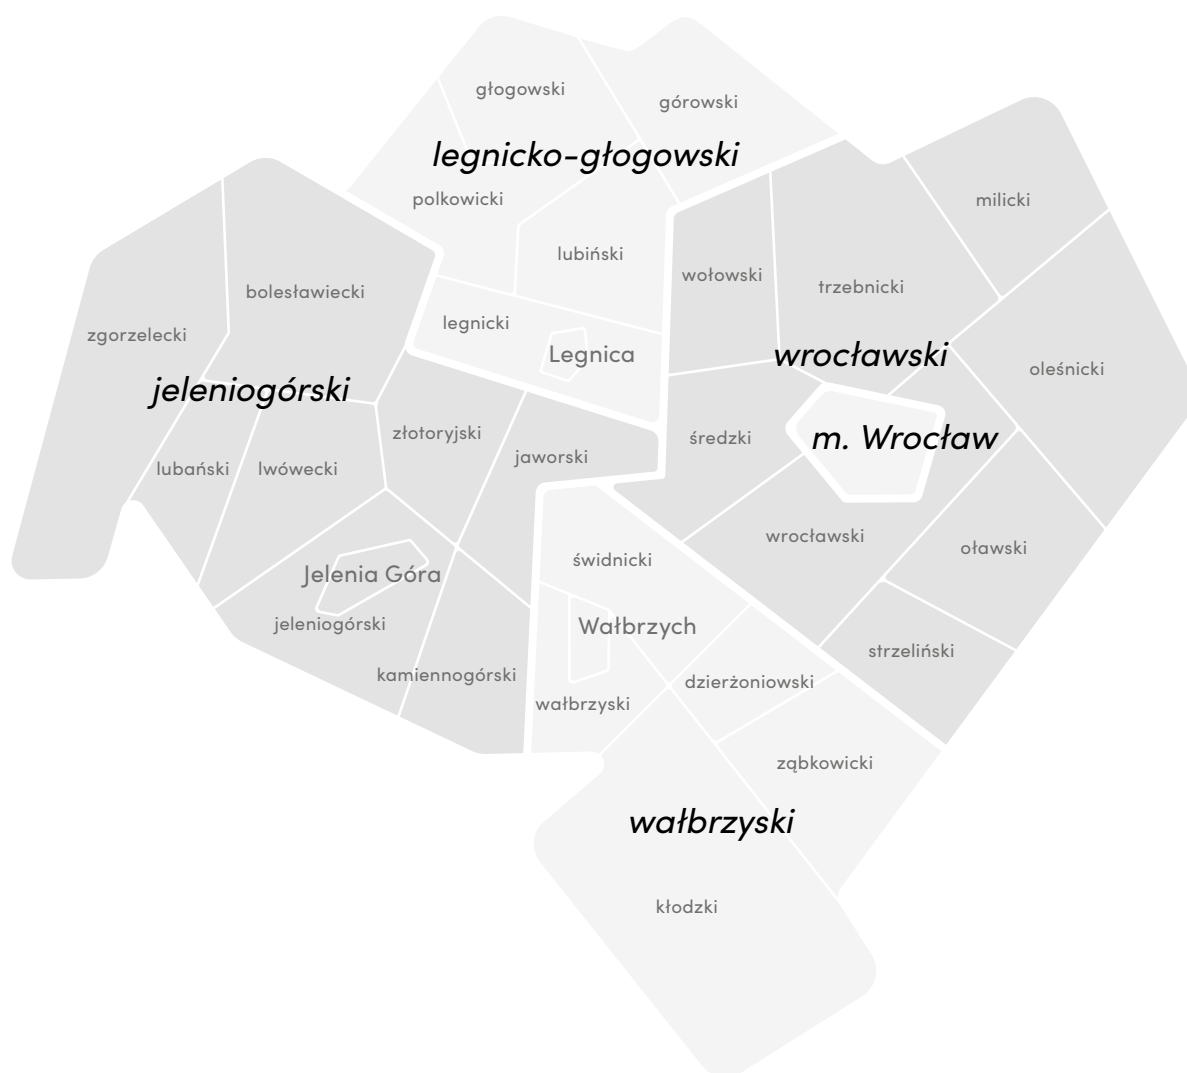 głogowski
górowski
legnicko-głogowski
polkowicki
milicki
lubiński
wołowski
trzebnicki
bolesławiecki
legnicki
zgorzelecki
Legnica
wrocławski
oleśnicki
jeleniogórski
złotoryjski
średzki
m. Wrocław
jaworski
lubański
lwówecki
wrocławski
oławski
świdnicki
Jelenia Góra
jeleniogórski
Wałbrzych
strzeliński
kamiennogórski
dzierżoniowski
wałbrzyski
ząbkowicki
wałbrzyski
kłodzki